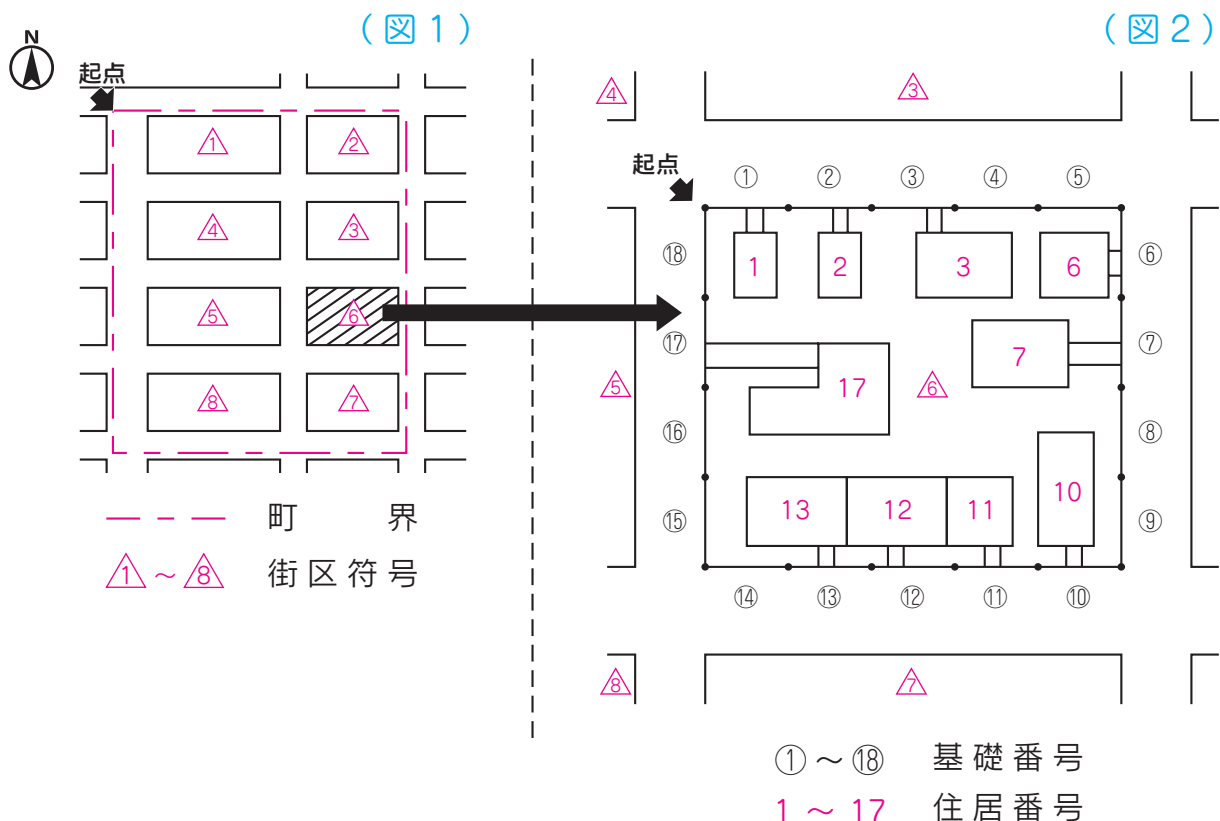 (図1)
N
起点
1
2
4
3
5
6
8
7
町界
1～8 街区符号
(図2)
4
3
起点
① ② ③ ④ ⑤
⑱ 1 2 3 6 ⑥
⑰ 7 ⑦
5 17 6
⑯ ⑧
10
⑮ 13 12 11 ⑨
⑭ ⑬ ⑫ ⑪ ⑩
8 7
①～⑱ 基礎番号
1～17 住居番号